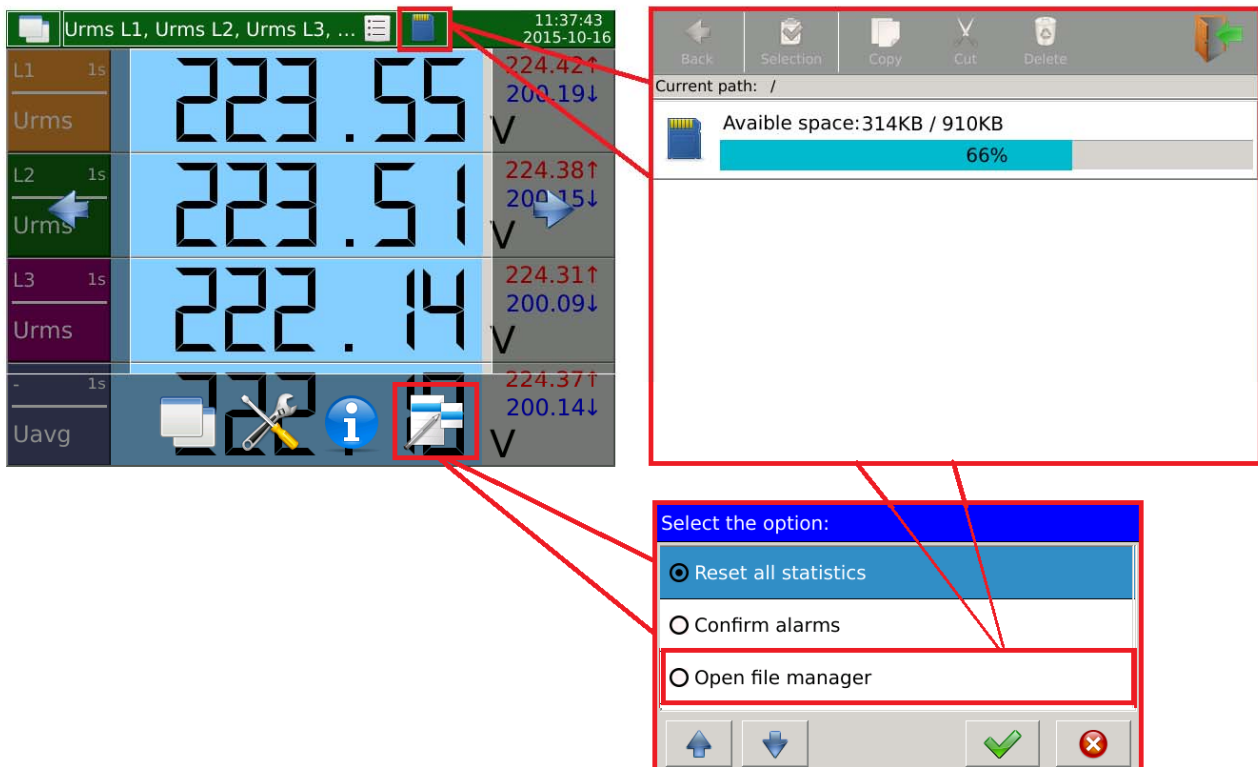 Urms L1, Urms L2, Urms L3, ...
11:37:43
2015-10-16
L1 1s
Urms
223.55
224.42↑
200.19↓
V
L2 1s
Urms
223.51
224.38↑
200.15↓
V
L3 1s
Urms
222.14
224.31↑
200.09↓
V
- 1s
Uavg
224.37↑
200.14↓
V
Back
Selection
Copy
Cut
Delete
Current path: /
Avaible space:314KB / 910KB
66%
Select the option:
Reset all statistics
Confirm alarms
Open file manager